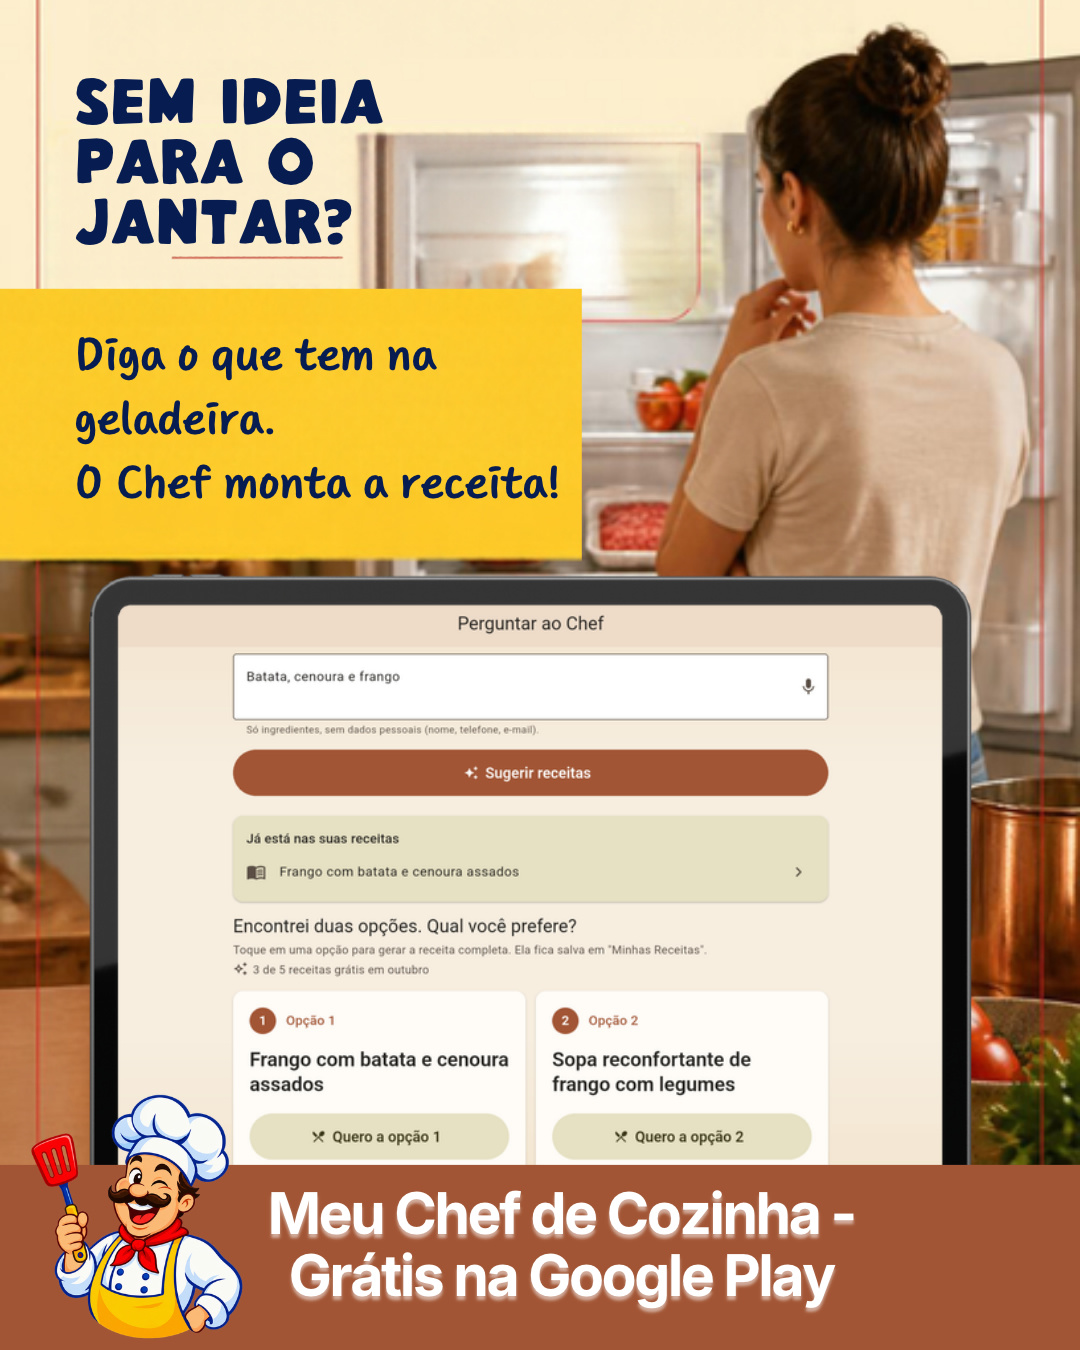 SEM IDEIA
PARA O
JANTAR?
Diga o que tem na
geladeira.
O Chef monta a receita!
Perguntar ao Chef
Batata, cenoura e frango
Só ingredientes, sem dados pessoais (nome, telefone, e-mail).
Sugerir receitas
Já está nas suas receitas
Frango com batata e cenoura assados
Encontrei duas opções. Qual você prefere?
Toque em uma opção para gerar a receita completa. Ela fica salva em "Minhas Receitas".
3 de 5 receitas grátis em outubro
1 Opção 1
Frango com batata e cenoura
assados
Quero a opção 1
2 Opção 2
Sopa reconfortante de
frango com legumes
Quero a opção 2
Meu Chef de Cozinha -
Grátis na Google Play